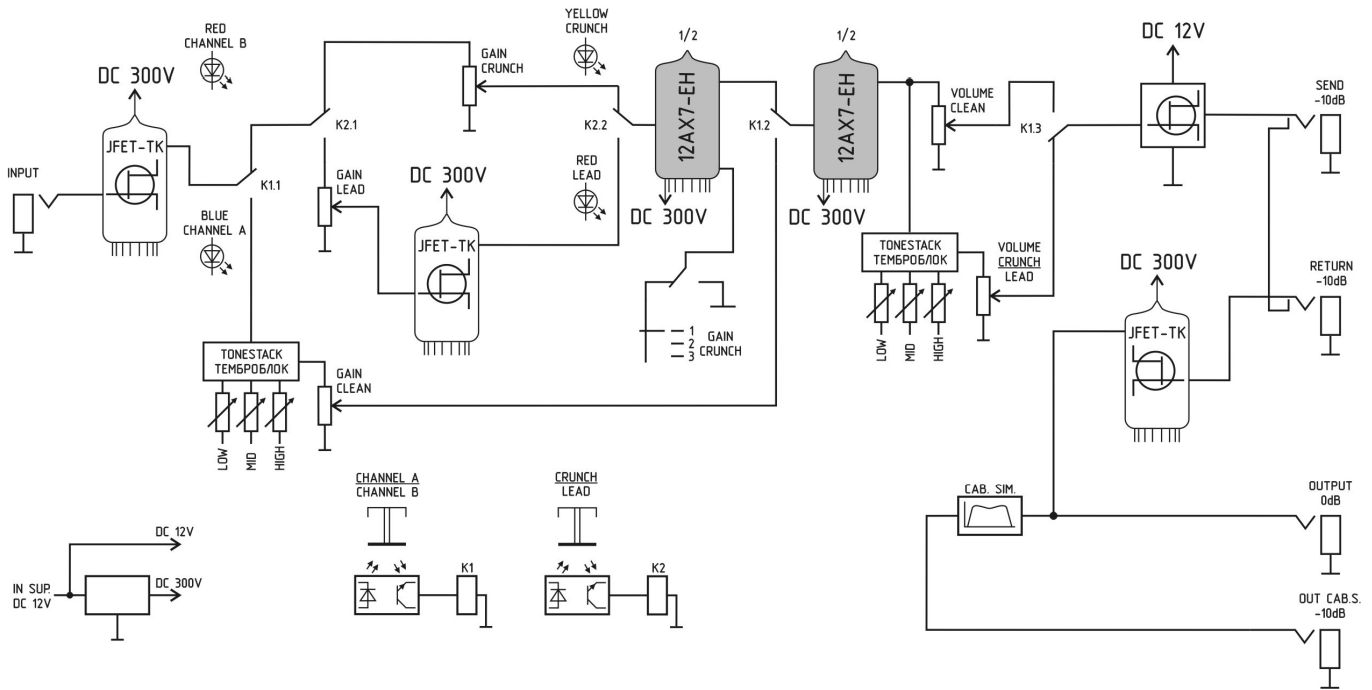 RED
CHANNEL B
DC 300V
JFET-TK
INPUT
K1.1
BLUE
CHANNEL A
K2.1
GAIN
CRUNCH
GAIN
LEAD
DC 300V
JFET-TK
YELLOW
CRUNCH
K2.2
RED
LEAD
1/2
12AX7-EH
DC 300V
K1.2
1/2
12AX7-EH
DC 300V
VOLUME
CLEAN
K1.3
DC 12V
SEND
-10dB
TONESTACK
ТЕМБРОБЛОК
LOW
MID
HIGH
VOLUME
CRUNCH
LEAD
1
2
3
GAIN
CRUNCH
DC 300V
JFET-TK
RETURN
-10dB
TONESTACK
ТЕМБРОБЛОК
LOW
MID
HIGH
GAIN
CLEAN
CHANNEL A
CHANNEL B
K1
CRUNCH
LEAD
K2
CAB. SIM.
OUTPUT
0dB
OUT CAB.S.
-10dB
DC 12V
IN SUP.
DC 12V
DC 300V